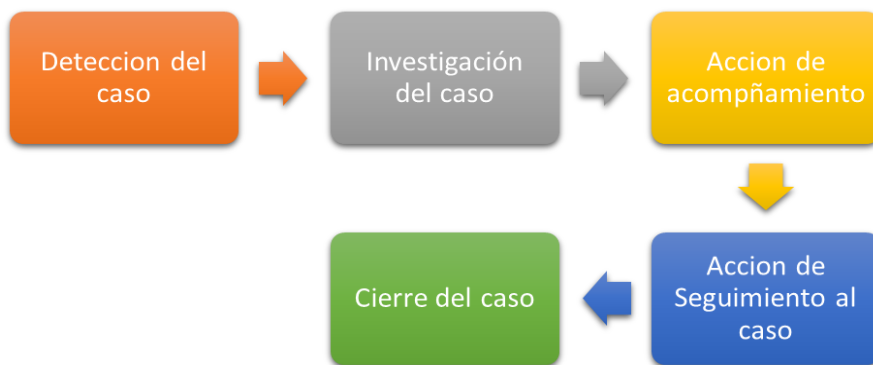 Deteccion del
caso
Investigación
del caso
Accion de
acompñamiento
Accion de
Seguimiento al
caso
Cierre del caso